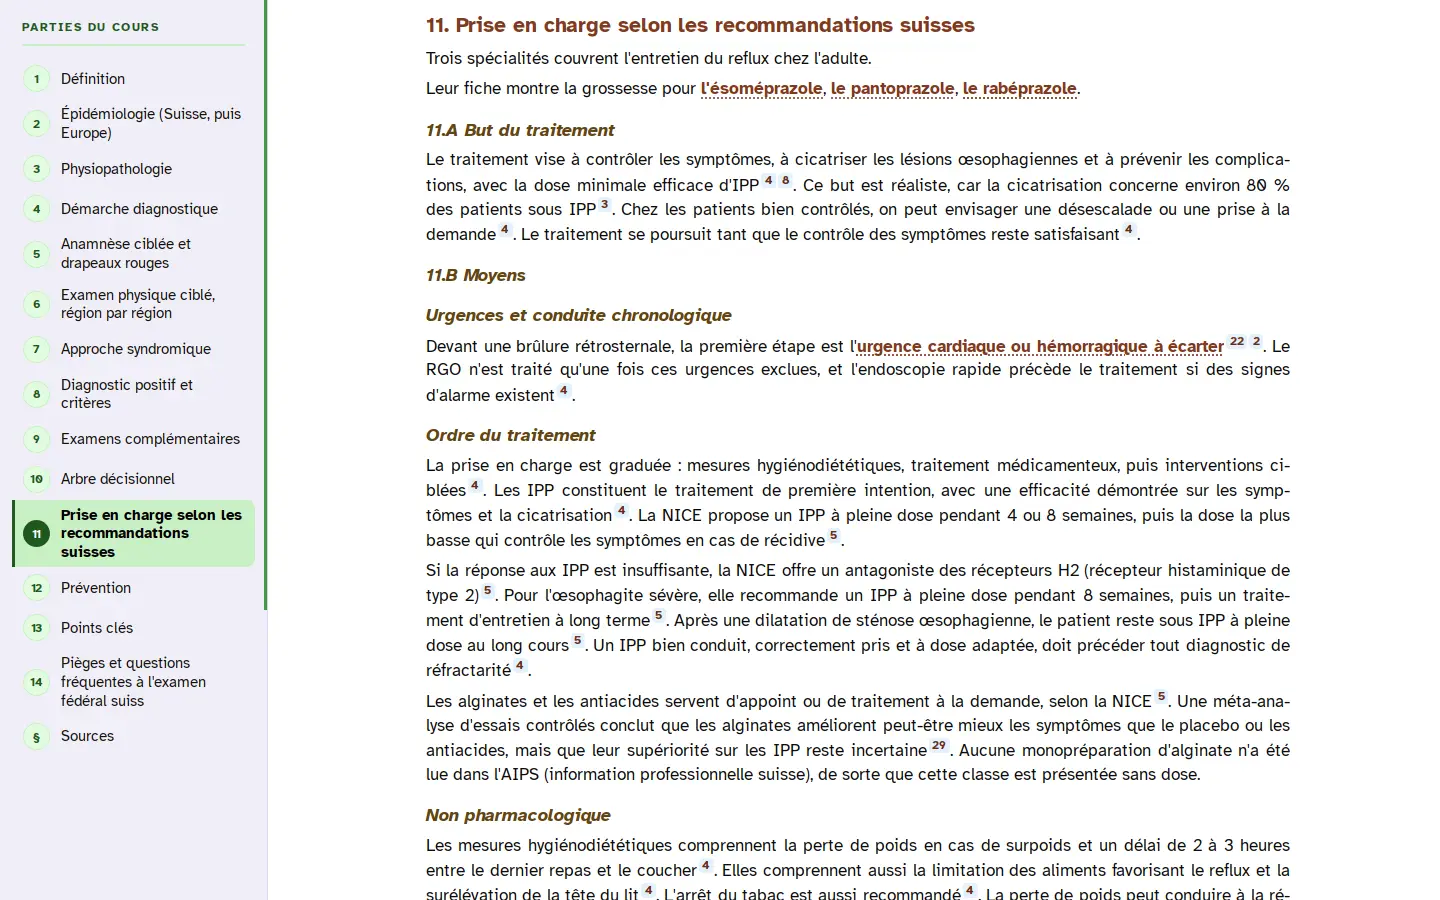 PARTIES DU COURS
1 Définition
2 Épidémiologie (Suisse, puis
Europe)
3 Physiopathologie
4 Démarche diagnostique
5 Anamnèse ciblée et
drapeaux rouges
6 Examen physique ciblé,
région par région
7 Approche syndromique
8 Diagnostic positif et
critères
9 Examens complémentaires
10 Arbre décisionnel
11 Prise en charge selon les
recommandations
suisses
12 Prévention
13 Points clés
14 Pièges et questions
fréquentes à l'examen
fédéral suiss
§ Sources
11. Prise en charge selon les recommandations suisses
Trois spécialités couvrent l'entretien du reflux chez l'adulte.
Leur fiche montre la grossesse pour l'ésoméprazole, le pantoprazole, le rabéprazole.
11.A But du traitement
Le traitement vise à contrôler les symptômes, à cicatriser les lésions œsophagiennes et à prévenir les complica-
tions, avec la dose minimale efficace d'IPP 4 8. Ce but est réaliste, car la cicatrisation concerne environ 80 %
des patients sous IPP 3. Chez les patients bien contrôlés, on peut envisager une désescalade ou une prise à la
demande 4. Le traitement se poursuit tant que le contrôle des symptômes reste satisfaisant 4.
11.B Moyens
Urgences et conduite chronologique
Devant une brûlure rétrosternale, la première étape est l'urgence cardiaque ou hémorragique à écarter 22 2. Le
RGO n'est traité qu'une fois ces urgences exclues, et l'endoscopie rapide précède le traitement si des signes
d'alarme existent 4.
Ordre du traitement
La prise en charge est graduée : mesures hygiénodiététiques, traitement médicamenteux, puis interventions ci-
blées 4. Les IPP constituent le traitement de première intention, avec une efficacité démontrée sur les symp-
tômes et la cicatrisation 4. La NICE propose un IPP à pleine dose pendant 4 ou 8 semaines, puis la dose la plus
basse qui contrôle les symptômes en cas de récidive 5.
Si la réponse aux IPP est insuffisante, la NICE offre un antagoniste des récepteurs H2 (récepteur histaminique de
type 2) 5. Pour l'œsophagite sévère, elle recommande un IPP à pleine dose pendant 8 semaines, puis un traite-
ment d'entretien à long terme 5. Après une dilatation de sténose œsophagienne, le patient reste sous IPP à pleine
dose au long cours 5. Un IPP bien conduit, correctement pris et à dose adaptée, doit précéder tout diagnostic de
réfractarité 4.
Les alginates et les antiacides servent d'appoint ou de traitement à la demande, selon la NICE 5. Une méta-ana-
lyse d'essais contrôlés conclut que les alginates améliorent peut-être mieux les symptômes que le placebo ou les
antiacides, mais que leur supériorité sur les IPP reste incertaine 29. Aucune monopréparation d'alginate n'a été
lue dans l'AIPS (information professionnelle suisse), de sorte que cette classe est présentée sans dose.
Non pharmacologique
Les mesures hygiénodiététiques comprennent la perte de poids en cas de surpoids et un délai de 2 à 3 heures
entre le dernier repas et le coucher 4. Elles comprennent aussi la limitation des aliments favorisant le reflux et la
surélévation de la tête du lit 4. L'arrêt du tabac est aussi recommandé 4. La perte de poids peut conduire à la ré-